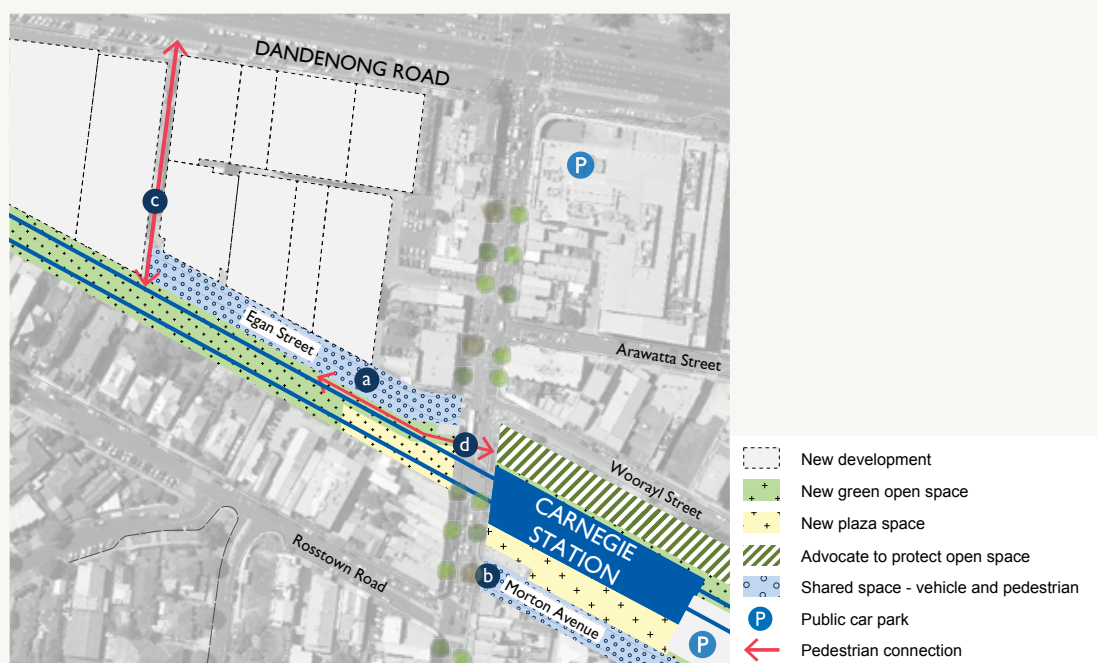 DANDENONG ROAD
P
c
Egan Street
a
Arawatta Street
d
Woorayl Street
CARNEGIE
STATION
Rosstown Road
b
Morton Avenue
P
New development
New green open space
New plaza space
Advocate to protect open space
Shared space - vehicle and pedestrian
P
Public car park
Pedestrian connection